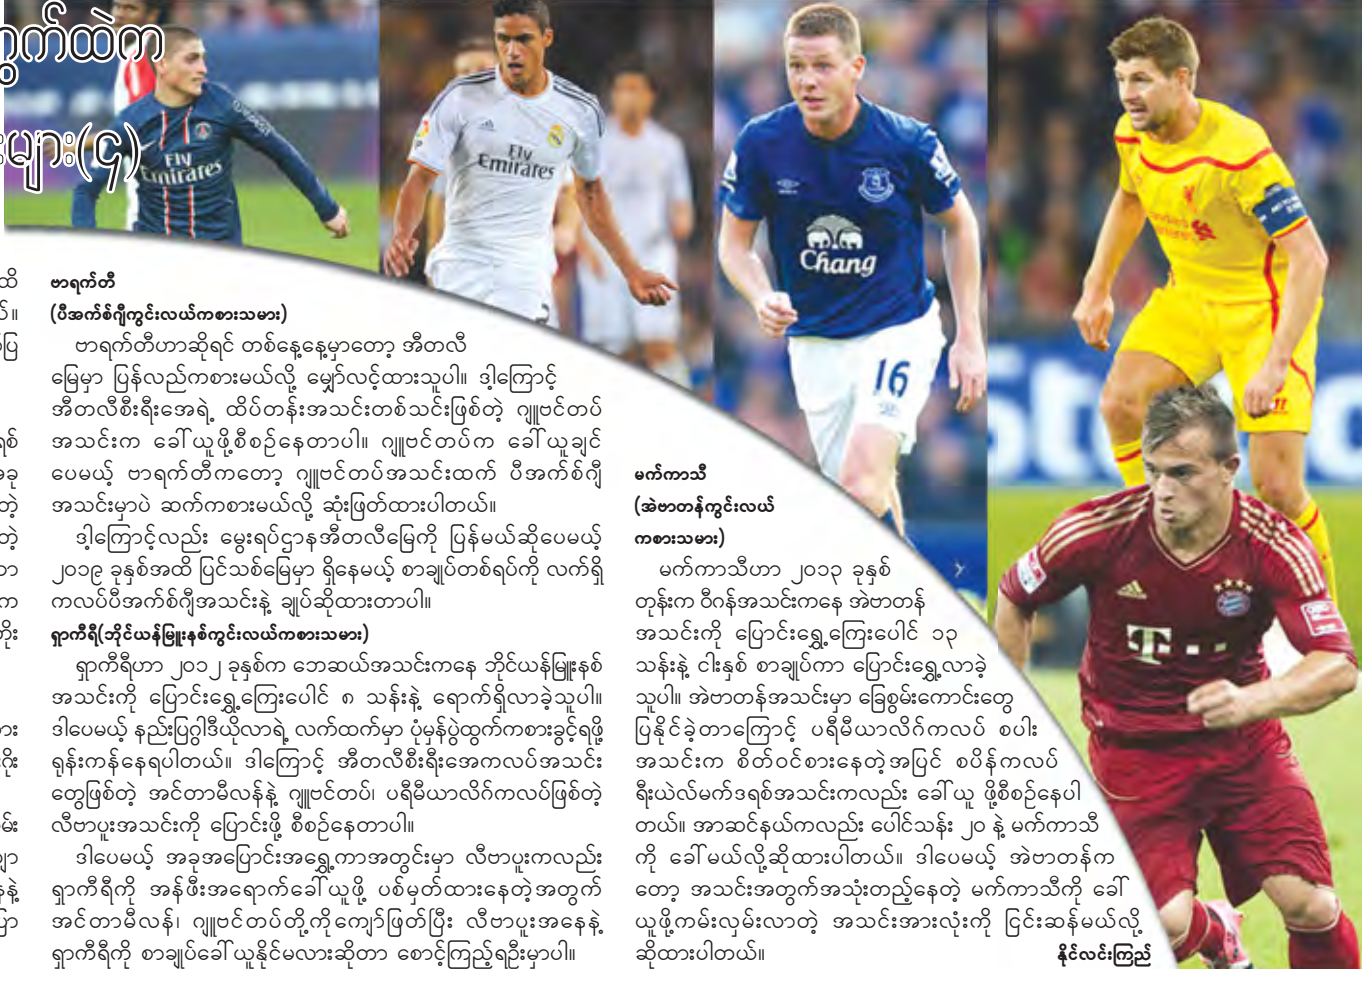 ွက်ထဲက
းများ(၄)
Fly
Emirates
Fly
Emirates
Chang
16
ဗာရက်တီ
(ပီအက်စ်ဂျီကွင်းလယ်ကစားသမား)
ဗာရက်တီဟာဆိုရင် တစ်နေ့နေ့မှာတော့ အီတလီ
မြေမှာ ပြန်လည်ကစားမယ်လို့ မျှော်လင့်ထားသူပါ။ ဒါ့ကြောင့်
အီတလီစီးရီးအေရဲ့ ထိပ်တန်းအသင်းတစ်သင်းဖြစ်တဲ့ ဂျူဗင်တပ်
အသင်းက ခေါ်ယူဖို့စီစဉ်နေတာပါ။ ဂျူဗင်တပ်က ခေါ်ယူချင်
ပေမယ့် ဗာရက်တီကတော့ ဂျူဗင်တပ်အသင်းထက် ပီအက်စ်ဂျီ
အသင်းမှာပဲ ဆက်ကစားမယ်လို့ ဆုံးဖြတ်ထားပါတယ်။
ဒါ့ကြောင့်လည်း မွေးရပ်ဌာနအီတလီမြေကို ပြန်မယ်ဆိုပေမယ့်
၂၀၁၉ ခုနှစ်အထိ ပြင်သစ်မြေမှာ ရှိနေမယ့် စာချုပ်တစ်ရပ်ကို လက်ရှိ
ကလပ်ပီအက်စ်ဂျီအသင်းနဲ့ ချုပ်ဆိုထားတာပါ။
ရှာကီရီ(ဘိုင်ယန်မြူးနစ်ကွင်းလယ်ကစားသမား)
ရှာကီရီဟာ ၂၀၁၂ ခုနှစ်က ဘေဆယ်အသင်းကနေ ဘိုင်ယန်မြူးနစ်
အသင်းကို ပြောင်းရွှေ့ကြေးပေါင် ၈ သန်းနဲ့ ရောက်ရှိလာခဲ့သူပါ။
ဒါပေမယ့် နည်းပြဂွါဒီယိုလာရဲ့ လက်ထက်မှာ ပုံမှန်ပွဲထွက်ကစားခွင့်ရဖို့
ရုန်းကန်နေရပါတယ်။ ဒါကြောင့် အီတလီစီးရီးအေကလပ်အသင်း
တွေဖြစ်တဲ့ အင်တာမီလန်နဲ့ ဂျူဗင်တပ်၊ ပရီမီယာလိဂ်ကလပ်ဖြစ်တဲ့
လီဗာပူးအသင်းကို ပြောင်းဖို့ စီစဉ်နေတာပါ။
ဒါပေမယ့် အခုအပြောင်းအရွှေ့ကာအတွင်းမှာ လီဗာပူးကလည်း
ရှာကီရီကို အန်ဖီးအရောက်ခေါ်ယူဖို့ ပစ်မှတ်ထားနေတဲ့အတွက်
အင်တာမီလန်၊ ဂျူဗင်တပ်တို့ကိုကျော်ဖြတ်ပြီး လီဗာပူးအနေနဲ့
ရှာကီရီကို စာချုပ်ခေါ်ယူနိုင်မလားဆိုတာ စောင့်ကြည့်ရဦးမှာပါ။
မက်ကာသီ
(အဲဗာတန်ကွင်းလယ်
ကစားသမား)
မက်ကာသီဟာ ၂၀၁၃ ခုနှစ်
တုန်းက ဝီဂန်အသင်းကနေ အဲဗာတန်
အသင်းကို ပြောင်းရွှေ့ကြေးပေါင် ၁၃
သန်းနဲ့ ငါးနှစ် စာချုပ်ကာ ပြောင်းရွှေ့လာခဲ့
သူပါ။ အဲဗာတန်အသင်းမှာ ခြေစွမ်းကောင်းတွေ
ပြနိုင်ခဲ့တာကြောင့် ပရီမီယာလိဂ်ကလပ် စပါး
အသင်းက စိတ်ဝင်စားနေတဲ့အပြင် စပိန်ကလပ်
ရီးယဲလ်မက်ဒရစ်အသင်းကလည်း ခေါ်ယူ ဖို့စီစဉ်နေပါ
တယ်။ အာဆင်နယ်ကလည်း ပေါင်သန်း ၂၀ နဲ့ မက်ကာသီ
ကို ခေါ်မယ်လို့ဆိုထားပါတယ်။ ဒါပေမယ့် အဲဗာတန်က
တော့ အသင်းအတွက်အသုံးတည့်နေတဲ့ မက်ကာသီကို ခေါ်
ယူဖို့ကမ်းလှမ်းလာတဲ့ အသင်းအားလုံးကို ငြင်းဆန်မယ်လို့
ဆိုထားပါတယ်။
နိုင်လင်းကြည်